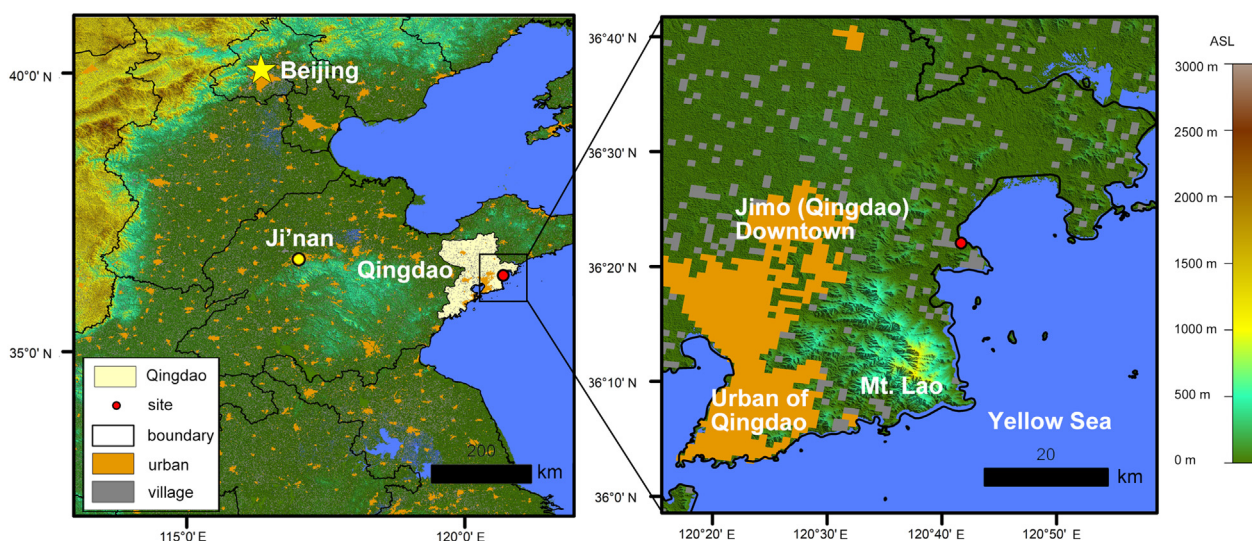 40°0' N
35°0' N
115°0' E
120°0' E
Beijing
Ji'nan
Qingdao
Qingdao
site
boundary
urban
village
200
km
36°40' N
36°30' N
36°20' N
36°10' N
36°0' N
120°20' E
120°30' E
120°40' E
120°50' E
Jimo (Qingdao)
Downtown
Urban of
Qingdao
Mt. Lao
Yellow Sea
20
km
ASL
3000 m
2500 m
2000 m
1500 m
1000 m
500 m
0 m